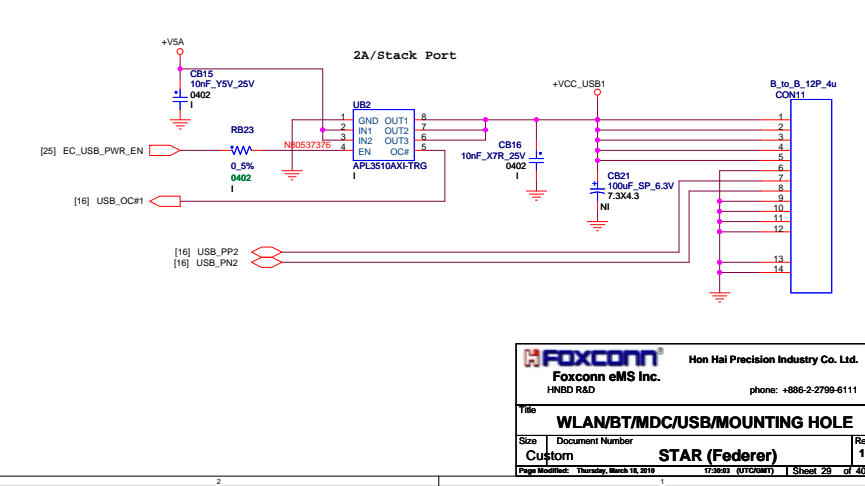 +V5A
2A/Stack Port
CB15
10nF_Y5V_25V
0402
I
+VCC_USB1
B_to_B_12P_4u
CON11
UB2
1 GND OUT1 8
2 IN1 OUT2 7
3 IN2 OUT3 6
4 EN OC# 5
APL3510AXI-TRG
I
RB23
N80537376
[25] EC_USB_PWR_EN
0_5%
0402
I
CB16
10nF_X7R_25V
0402
I
CB21
100uF_SP_6.3V
7.3X4.3
NI
1
2
3
4
5
6
7
8
9
10
11
12
13
14
[16] USB_OC#1
[16] USB_PP2
[16] USB_PN2
FOXCONN®
Hon Hai Precision Industry Co. Ltd.
Foxconn eMS Inc.
HNBD R&D
phone: +886-2-2799-6111
Title
WLAN/BT/MDC/USB/MOUNTING HOLE
Size Document Number Re
Custom STAR (Federer) 1
Page Modified: Thursday, March 18, 2010 17:30:03 (UTC/GMT) Sheet 29 of 40
2 1